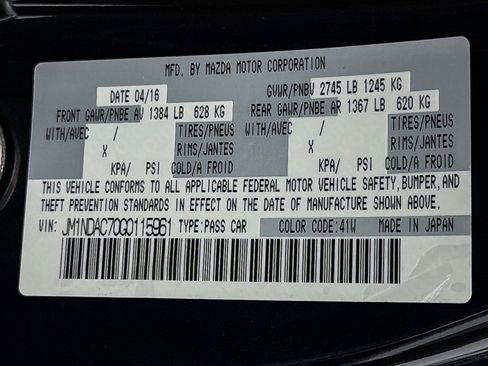 MFD. BY MAZDA MOTOR CORPORATION
DATE 04/16
GVWR/PNBV 2745 LB 1245 KG
FRONT GAWR/PNBE AV 1384 LB 628 KG
REAR GAWR/PNBE AR 1367 LB 620 KG
WITH/AVEC / TIRES/PNEUS
WITH/AVEC / TIRES/PNEUS
X RIMS/JANTES
X RIMS/JANTES
KPA/ PSI COLD/A FROID
KPA/ PSI COLD/A FROID
THIS VEHICLE CONFORMS TO ALL APPLICABLE FEDERAL MOTOR VEHICLE SAFETY, BUMPER, AND
THEFT PREVENTION STANDARDS IN EFFECT ON THE DATE OF MANUFACTURE SHOWN ABOVE.
VIN: JM1NDAC70G0115961 TYPE:PASS CAR COLOR CODE:41W MADE IN JAPAN